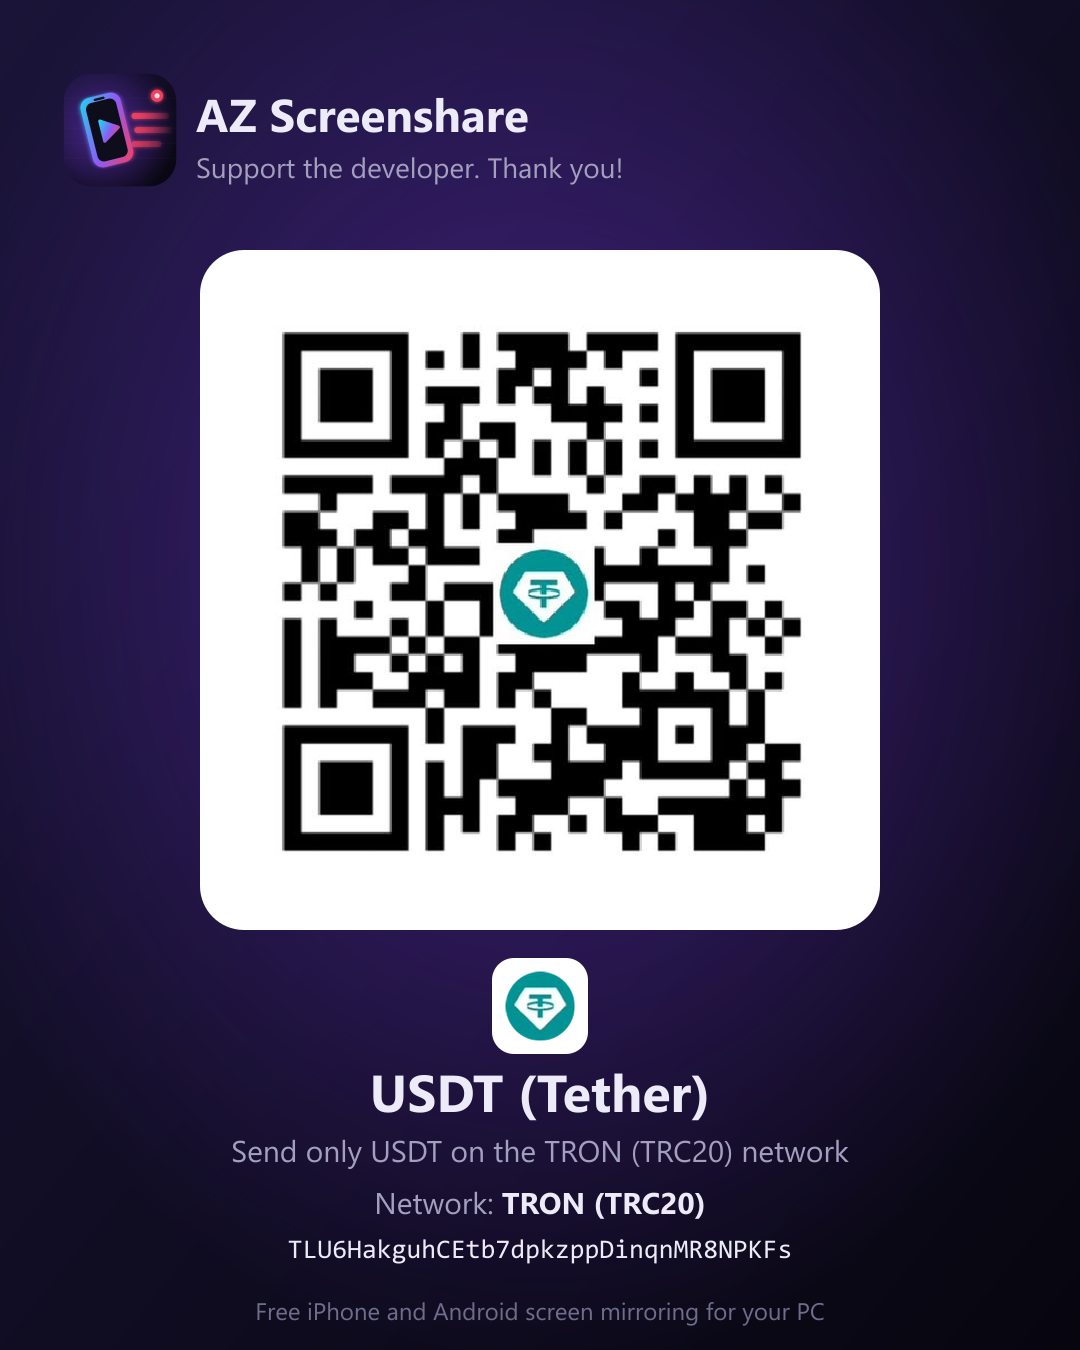 AZ Screenshare
Support the developer. Thank you!
USDT (Tether)
Send only USDT on the TRON (TRC20) network
Network: TRON (TRC20)
TLU6HakguhCEtb7dpkzppDinqnMR8NPKFs
Free iPhone and Android screen mirroring for your PC